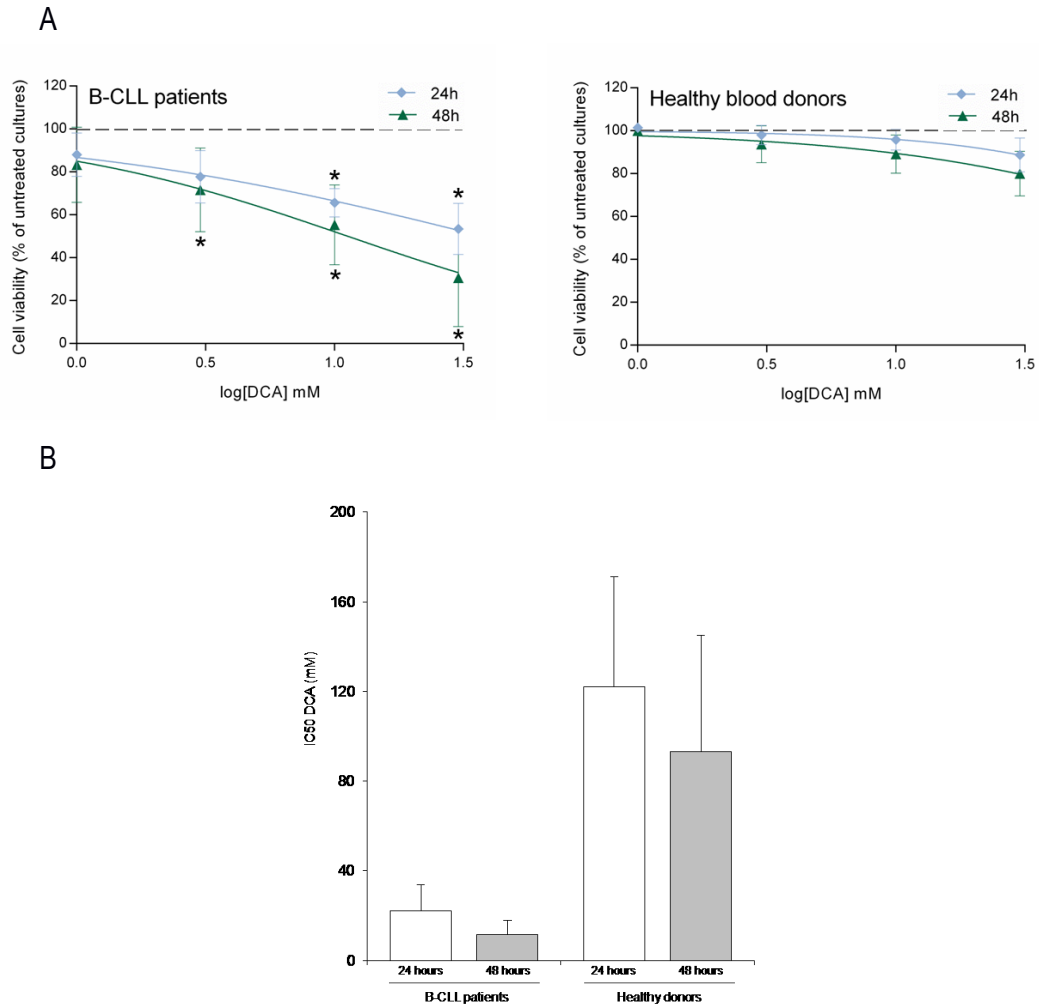 A
B-CLL patients
24h
48h
Cell viability (% of untreated cultures)
120
100
80
60
40
20
0
* * * * *
0.0 0.5 1.0 1.5
log[DCA] mM
Healthy blood donors
24h
48h
Cell viability (% of untreated cultures)
120
100
80
60
40
20
0
0.0 0.5 1.0 1.5
log[DCA] mM
B
IC50 DCA (mM)
200
160
120
80
40
0
24 hours 48 hours 24 hours 48 hours
B-CLL patients Healthy donors